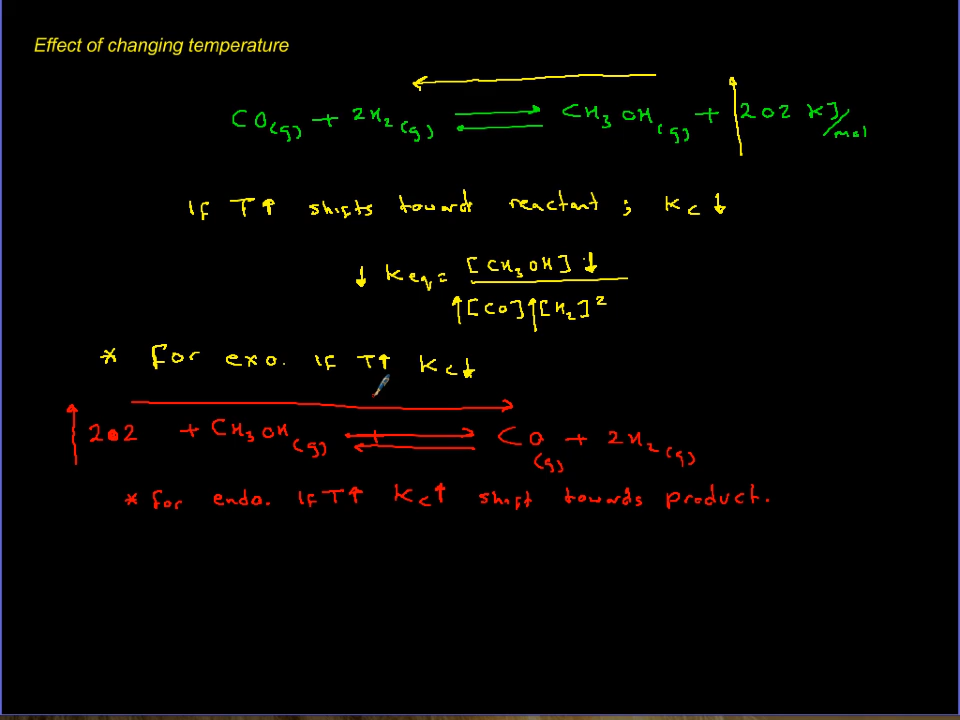 Effect of changing temperature
CO(g) + 2H₂(g) ⇌ CH₃OH(g) + 202 KJ/mol
If T↑ shifts towards reactant ; Kc↓
↓ Keq = [CH₃OH]↓
↑[CO]↑[H₂]²
* For exo. If T↑ Kc↓
202 + CH₃OH(g) ⇌ CO(g) + 2H₂(g)
* For endo. If T↑ Kc↑ shift towards product.